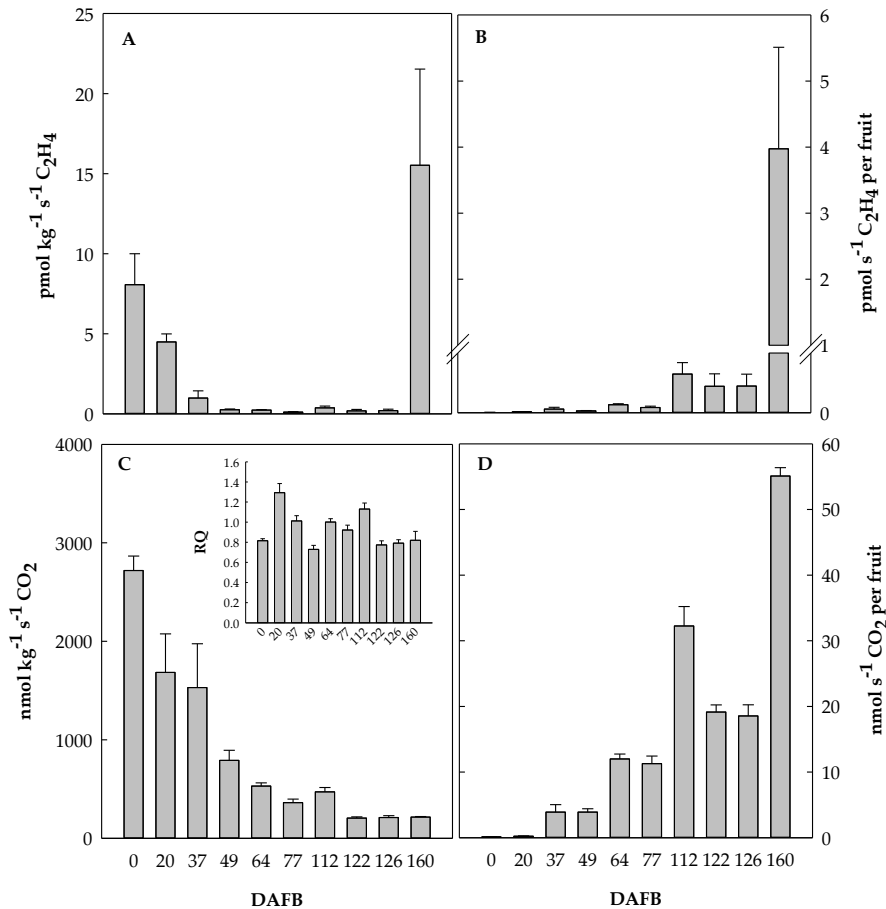 A
25
20
15
10
5
0
pmol kg-1 s-1 C2H4
B
6
5
4
3
2
1
0
pmol s-1 C2H4 per fruit
C
4000
3000
2000
1000
0
nmol kg-1 s-1 CO2
1.6
1.4
1.2
1.0
0.8
0.6
0.4
0.2
0.0
RQ
0 20 37 49 64 77 112 122 126 160
D
60
50
40
30
20
10
0
nmol s-1 CO2 per fruit
0 20 37 49 64 77 112 122 126 160
DAFB
0 20 37 49 64 77 112 122 126 160
DAFB